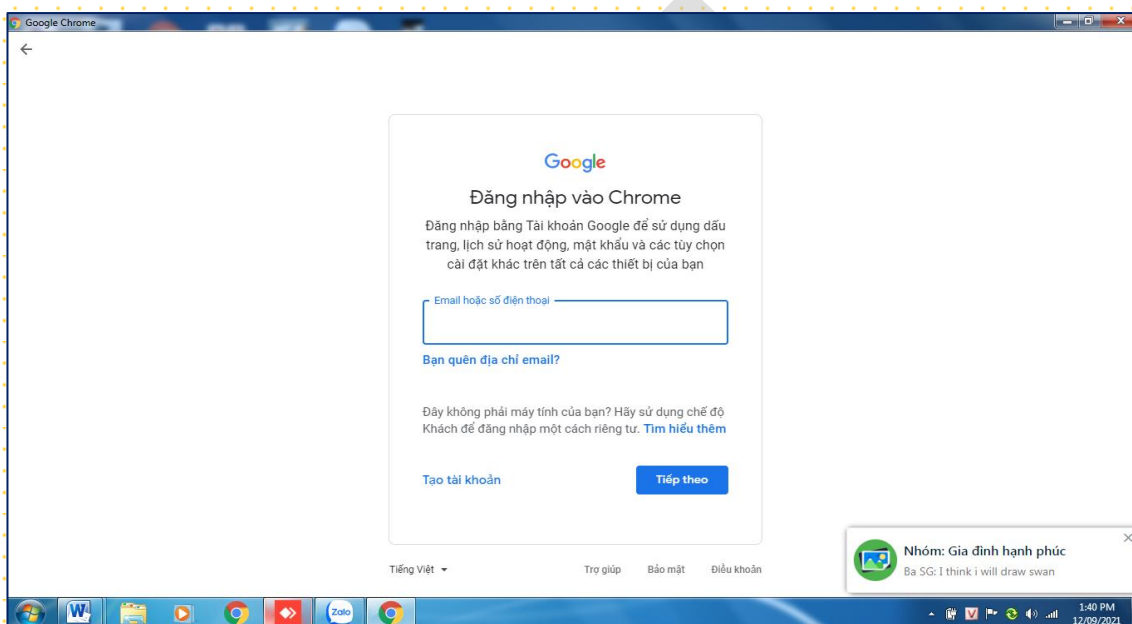 Google Chrome
Google
Đăng nhập vào Chrome
Đăng nhập bằng Tài khoản Google để sử dụng dấu
trang, lịch sử hoạt động, mật khẩu và các tùy chọn
cài đặt khác trên tất cả các thiết bị của bạn
Email hoặc số điện thoại
Bạn quên địa chỉ email?
Đây không phải máy tính của bạn? Hãy sử dụng chế độ
Khách để đăng nhập một cách riêng tư. Tìm hiểu thêm
Tạo tài khoản
Tiếp theo
Nhóm: Gia đình hạnh phúc
Ba SG: I think i will draw swan
Tiếng Việt
Trợ giúp
Bảo mật
Điều khoản
W
Zalo
V
1:40 PM
12/09/2021